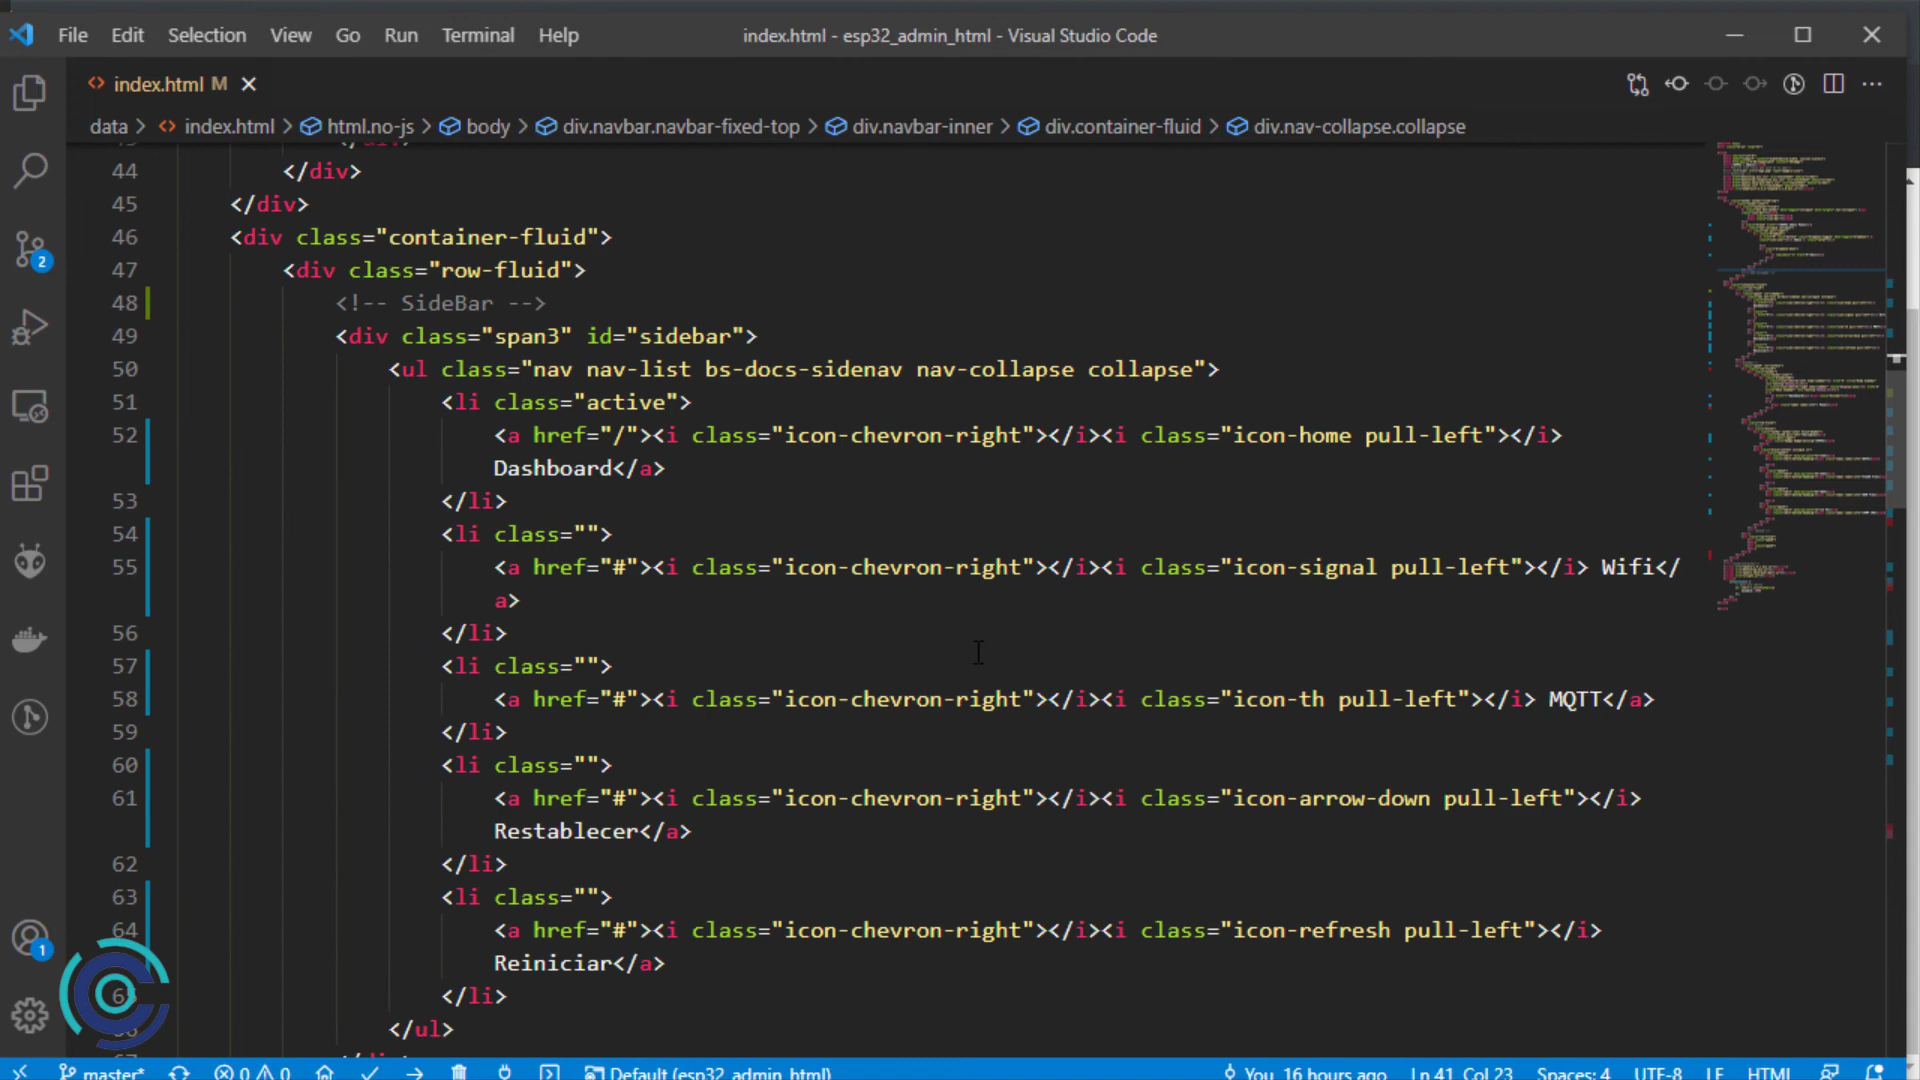 File Edit Selection View Go Run Terminal Help
index.html - esp32_admin_html - Visual Studio Code
index.html M
data > index.html > html.no-js > body > div.navbar.navbar-fixed-top > div.navbar-inner > div.container-fluid > div.nav-collapse.collapse
44 </div>
45 </div>
46 <div class="container-fluid">
47 <div class="row-fluid">
48 <!-- SideBar -->
49 <div class="span3" id="sidebar">
50 <ul class="nav nav-list bs-docs-sidenav nav-collapse collapse">
51 <li class="active">
52 <a href="/"><i class="icon-chevron-right"></i><i class="icon-home pull-left"></i>
Dashboard</a>
53 </li>
54 <li class="">
55 <a href="#"><i class="icon-chevron-right"></i><i class="icon-signal pull-left"></i> Wifi</
a>
56 </li>
57 <li class="">
58 <a href="#"><i class="icon-chevron-right"></i><i class="icon-th pull-left"></i> MQTT</a>
59 </li>
60 <li class="">
61 <a href="#"><i class="icon-chevron-right"></i><i class="icon-arrow-down pull-left"></i>
Restablecer</a>
62 </li>
63 <li class="">
64 <a href="#"><i class="icon-chevron-right"></i><i class="icon-refresh pull-left"></i>
Reiniciar</a>
65 </li>
</ul>
2
1
master* 0 0 Default (esp32_admin_html) You, 16 hours ago Ln 41, Col 23 Spaces: 4 UTF-8 LF HTML